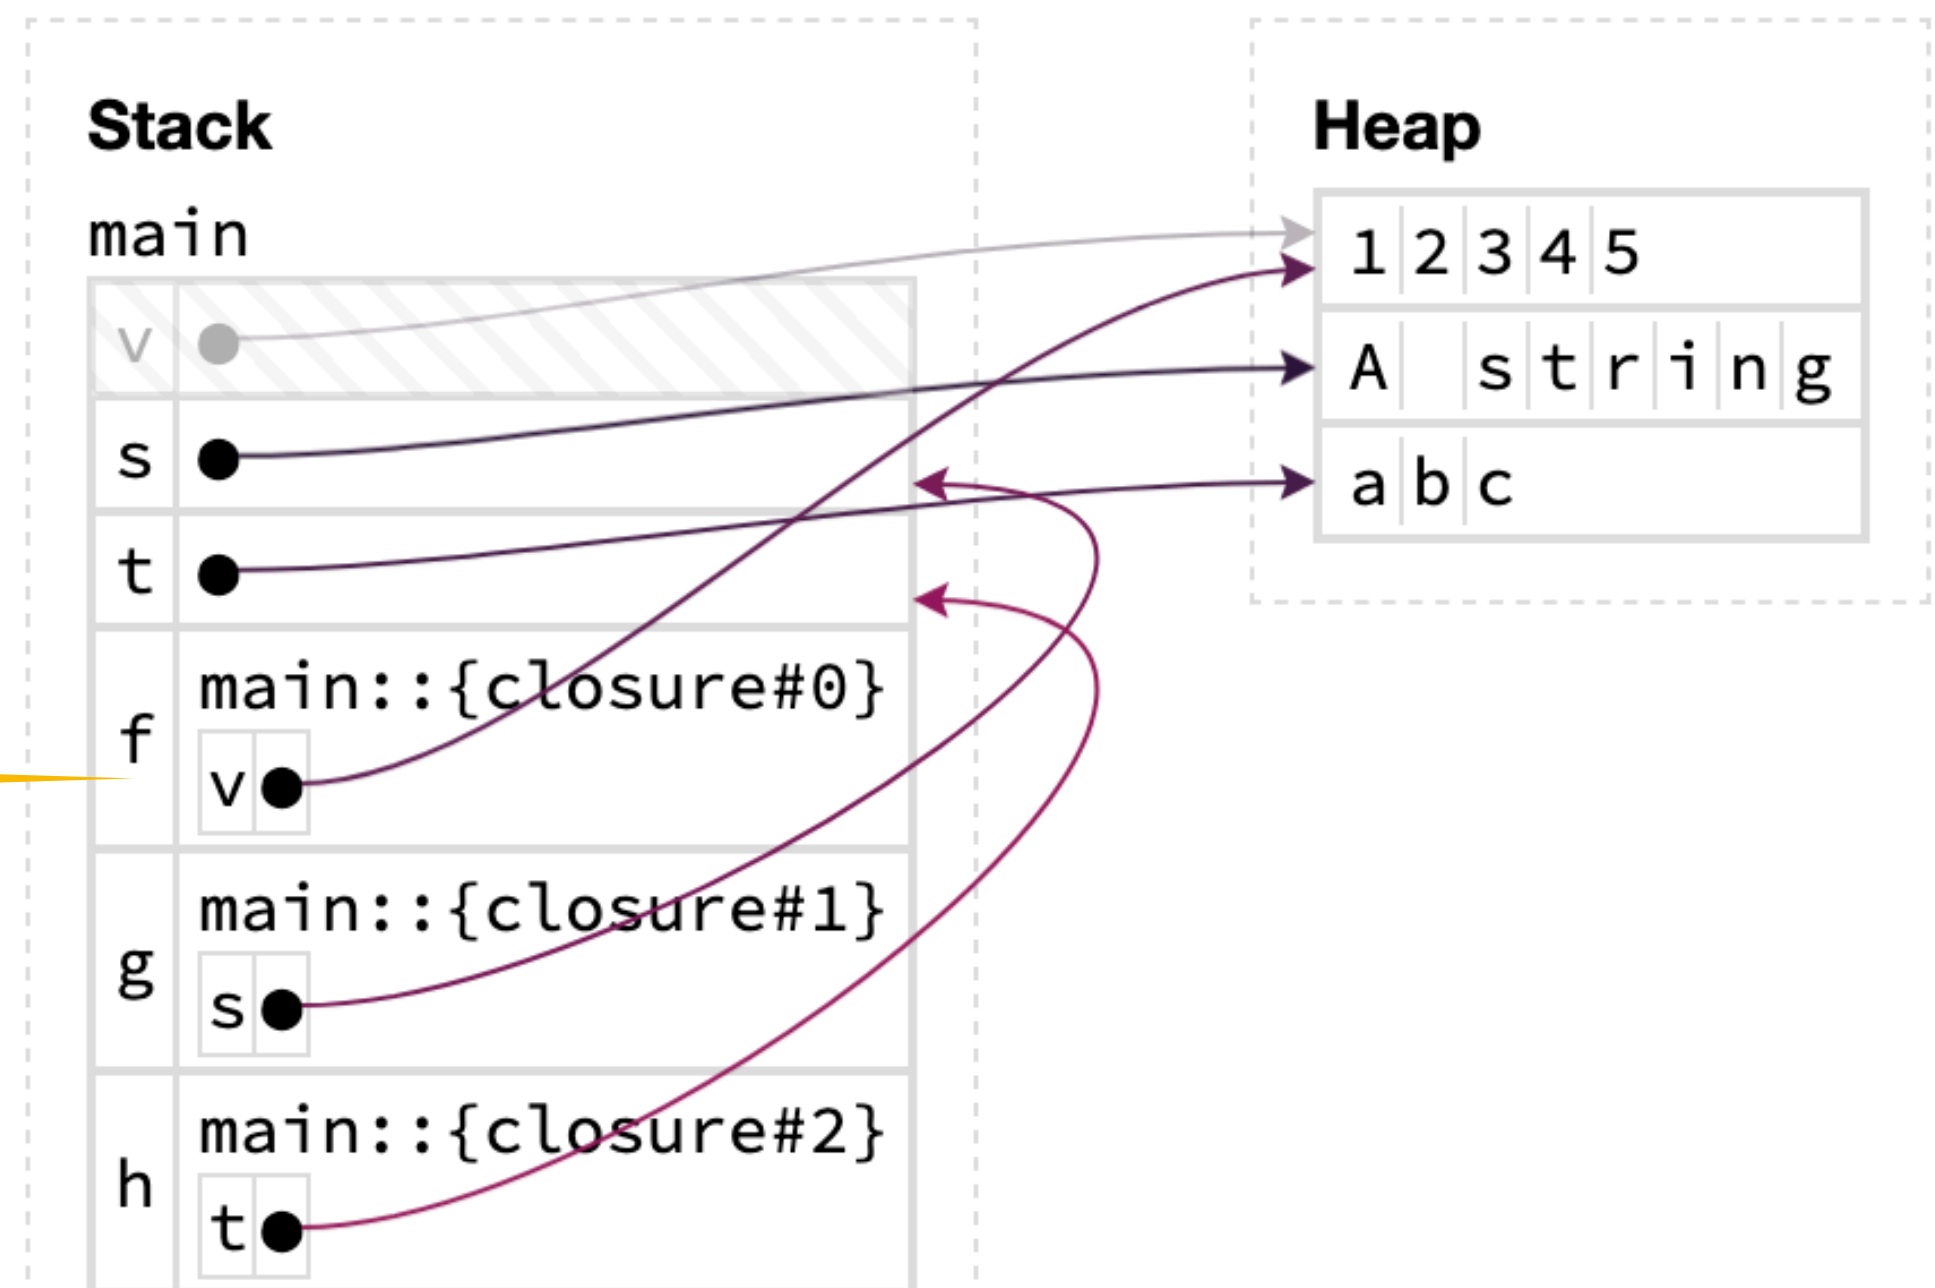 Stack
main
v
s
t
f
main::{closure#0}
v
g
main::{closure#1}
s
h
main::{closure#2}
t
Heap
1 2 3 4 5
A string
a b c